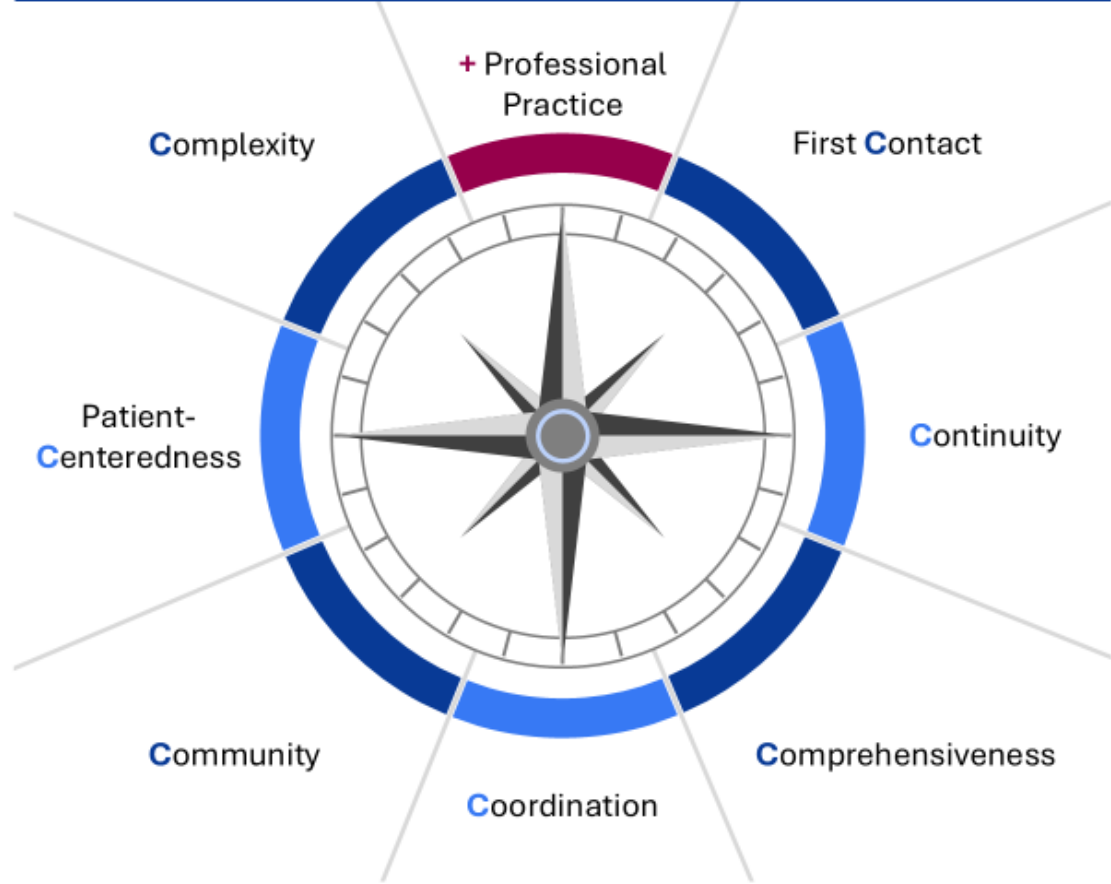 + Professional
Practice
First Contact
Continuity
Comprehensiveness
Coordination
Community
Patient-
Centeredness
Complexity